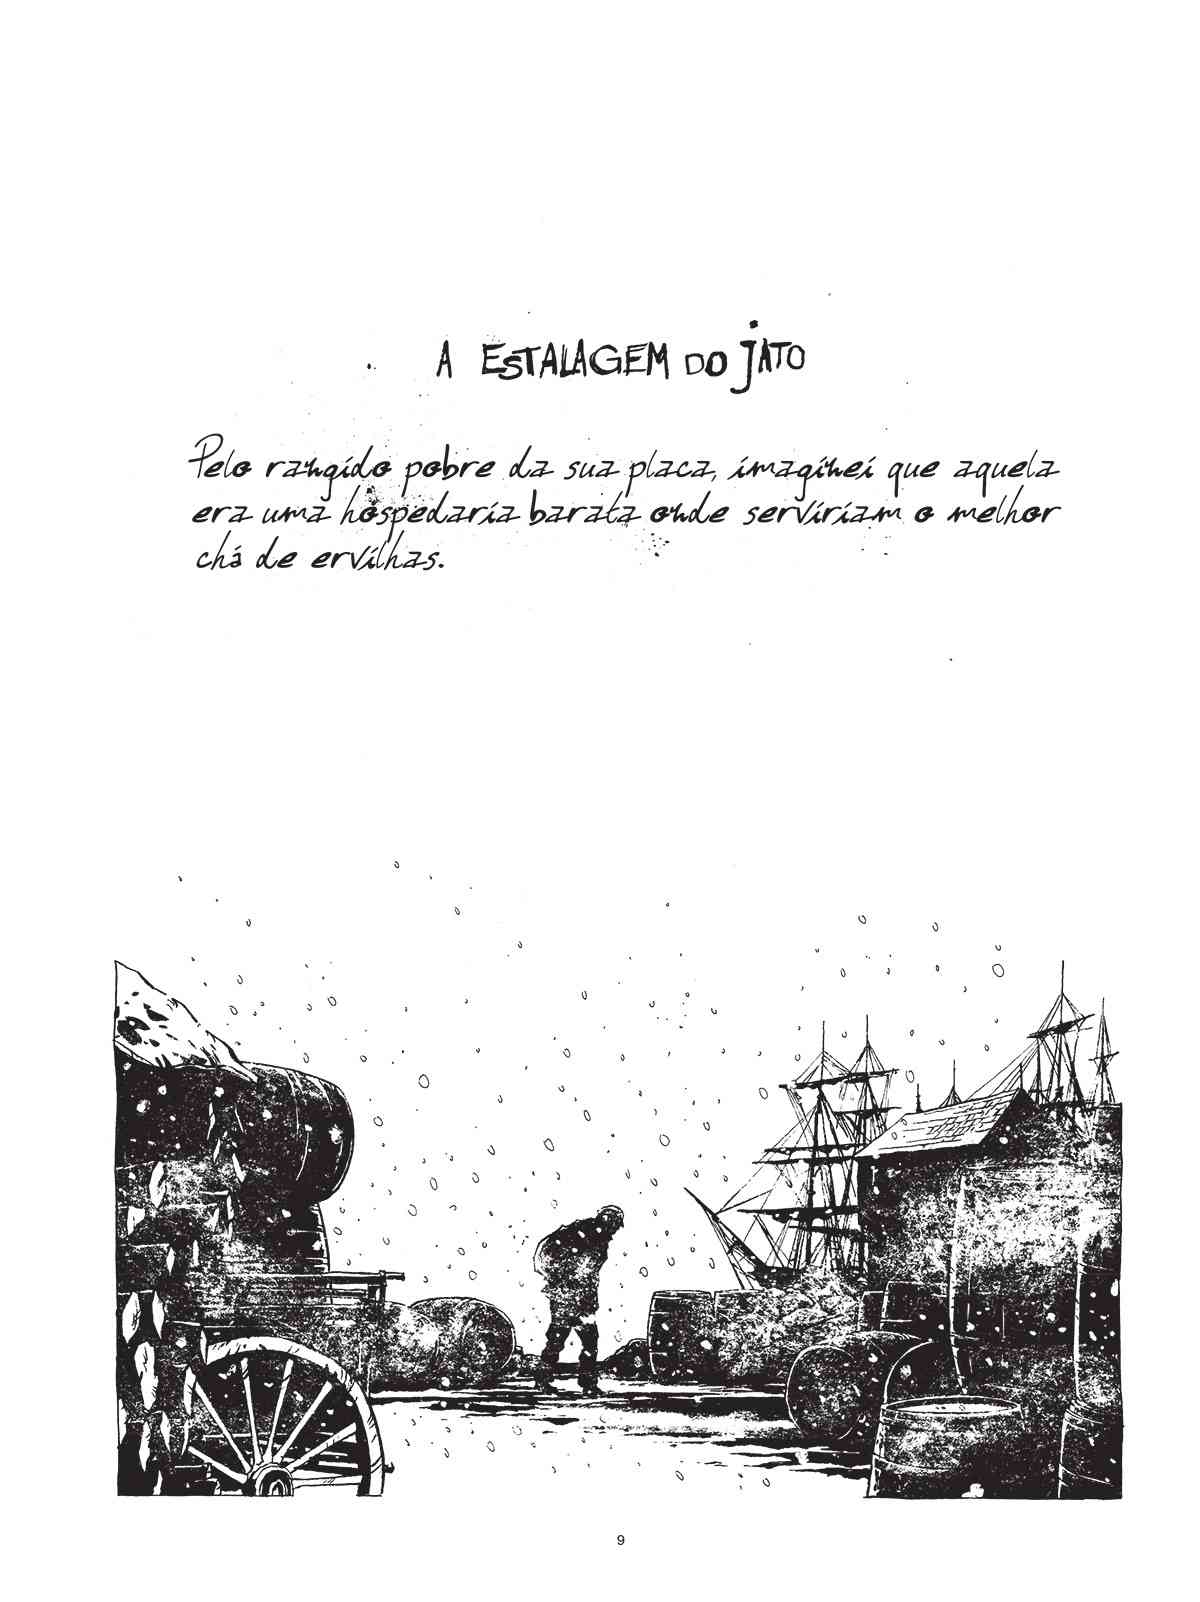 A ESTALAGEM DO JATO
Pelo rangido pobre da sua placa, imaginei que aquela
era uma hospedaria barata onde serviriam o melhor
chá de ervilhas.
9